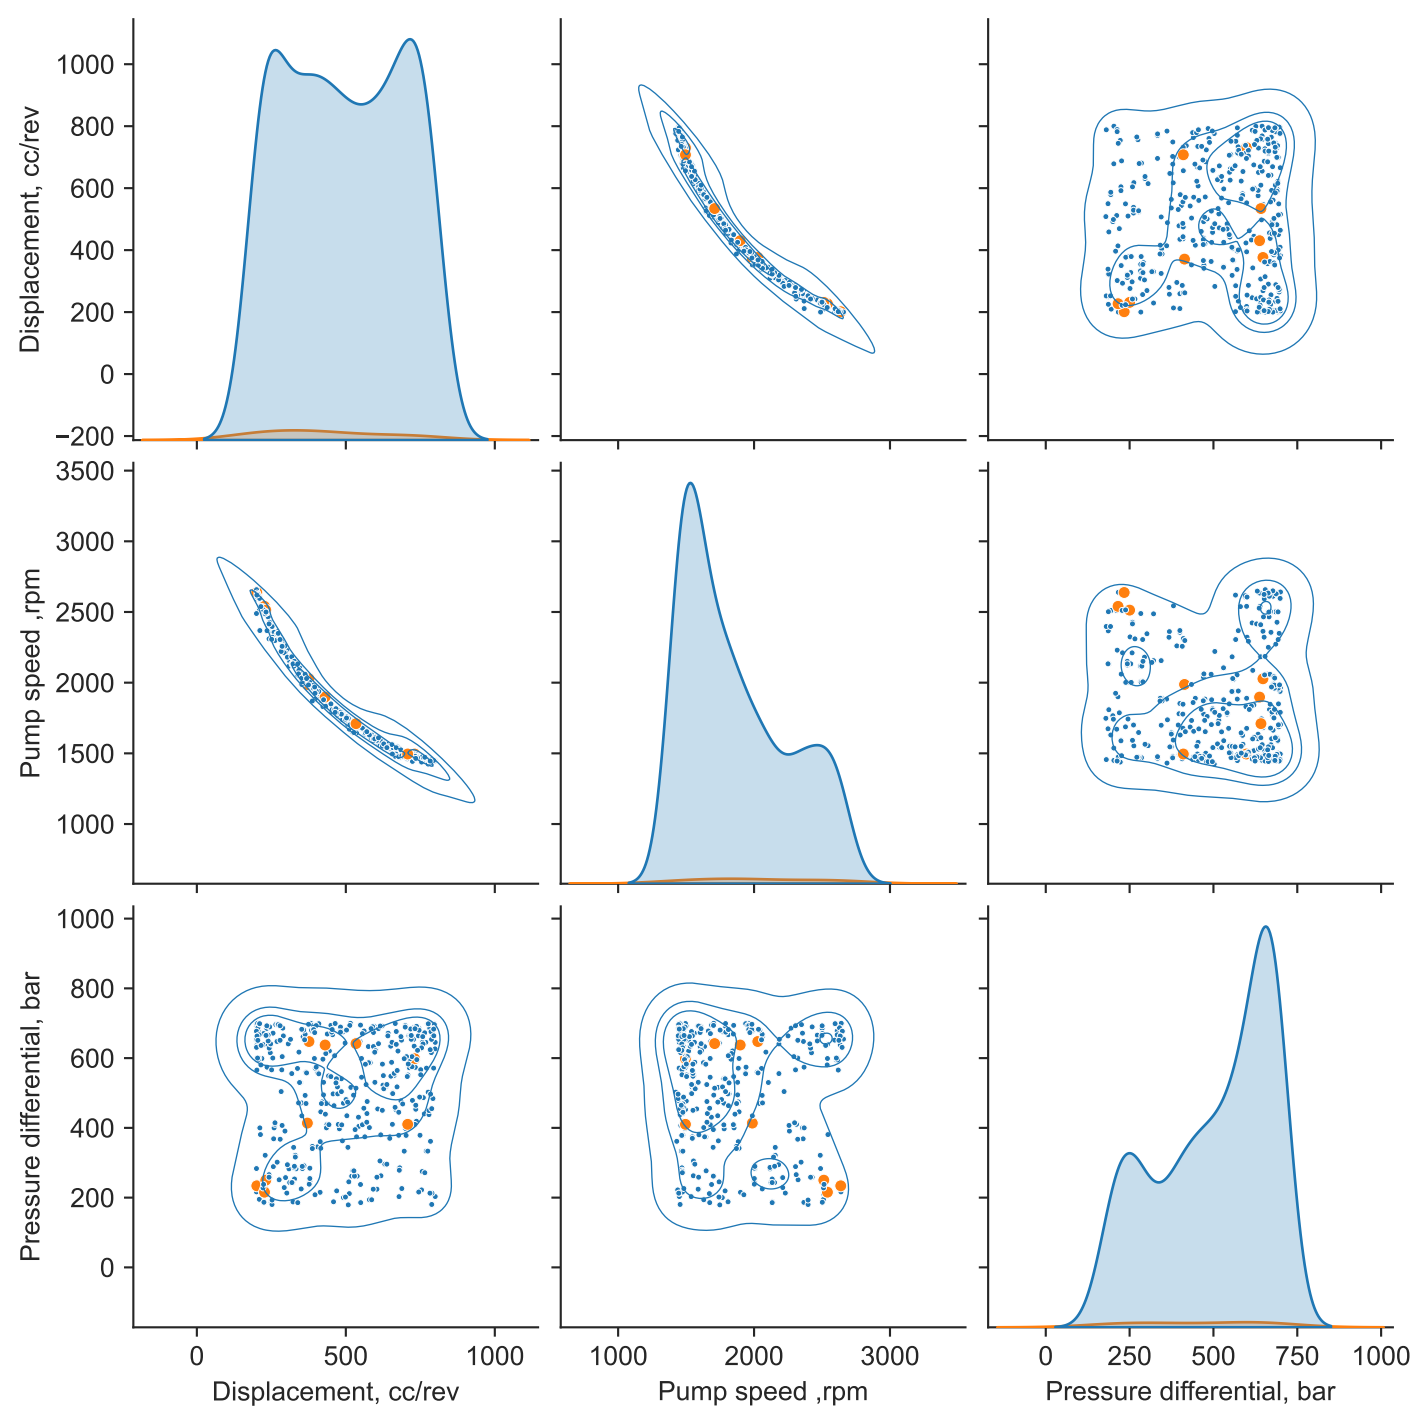 1000
800
600
400
200
0
−200
Displacement, cc/rev
3500
3000
2500
2000
1500
1000
Pump speed ,rpm
1000
800
600
400
200
0
Pressure differential, bar
0 500 1000
1000 2000 3000
0 250 500 750 1000
Displacement, cc/rev
Pump speed ,rpm
Pressure differential, bar